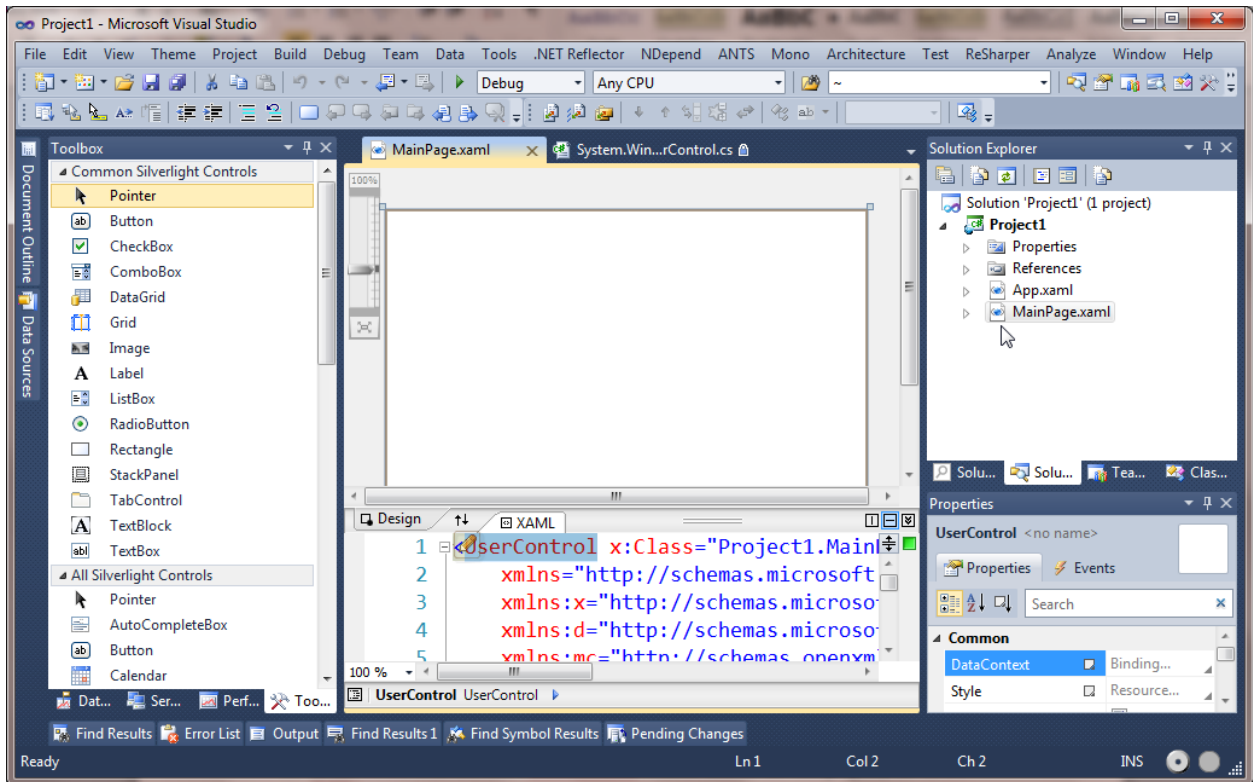 Project1 - Microsoft Visual Studio
File Edit View Theme Project Build Debug Team Data Tools .NET Reflector NDepend ANTS Mono Architecture Test ReSharper Analyze Window Help
Debug Any CPU ~
Document Outline
Data Sources
Toolbox
Common Silverlight Controls
Pointer
Button
CheckBox
ComboBox
DataGrid
Grid
Image
Label
ListBox
RadioButton
Rectangle
StackPanel
TabControl
TextBlock
TextBox
All Silverlight Controls
Pointer
AutoCompleteBox
Button
Calendar
Dat... Ser... Perf... Too...
MainPage.xaml System.Win...rControl.cs
100%
Design XAML
1 <UserControl x:Class="Project1.Main
2 xmlns="http://schemas.microsoft
3 xmlns:x="http://schemas.microso
4 xmlns:d="http://schemas.microso
5 xmlns:mc="http://schemas.openxm
100 %
UserControl UserControl
Solution Explorer
Solution 'Project1' (1 project)
Project1
Properties
References
App.xaml
MainPage.xaml
Solu... Solu... Tea... Clas...
Properties
UserControl <no name>
Properties Events
Search
Common
DataContext Binding...
Style Resource...
Find Results Error List Output Find Results 1 Find Symbol Results Pending Changes
Ready Ln 1 Col 2 Ch 2 INS